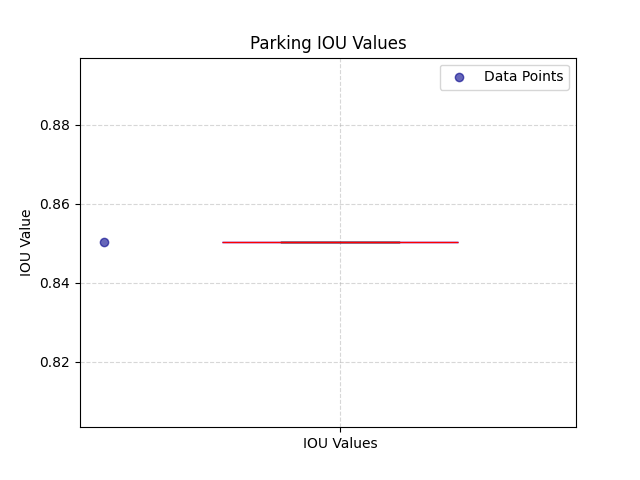 Parking IOU Values
Data Points
0.88
0.86
0.84
0.82
IOU Value
IOU Values